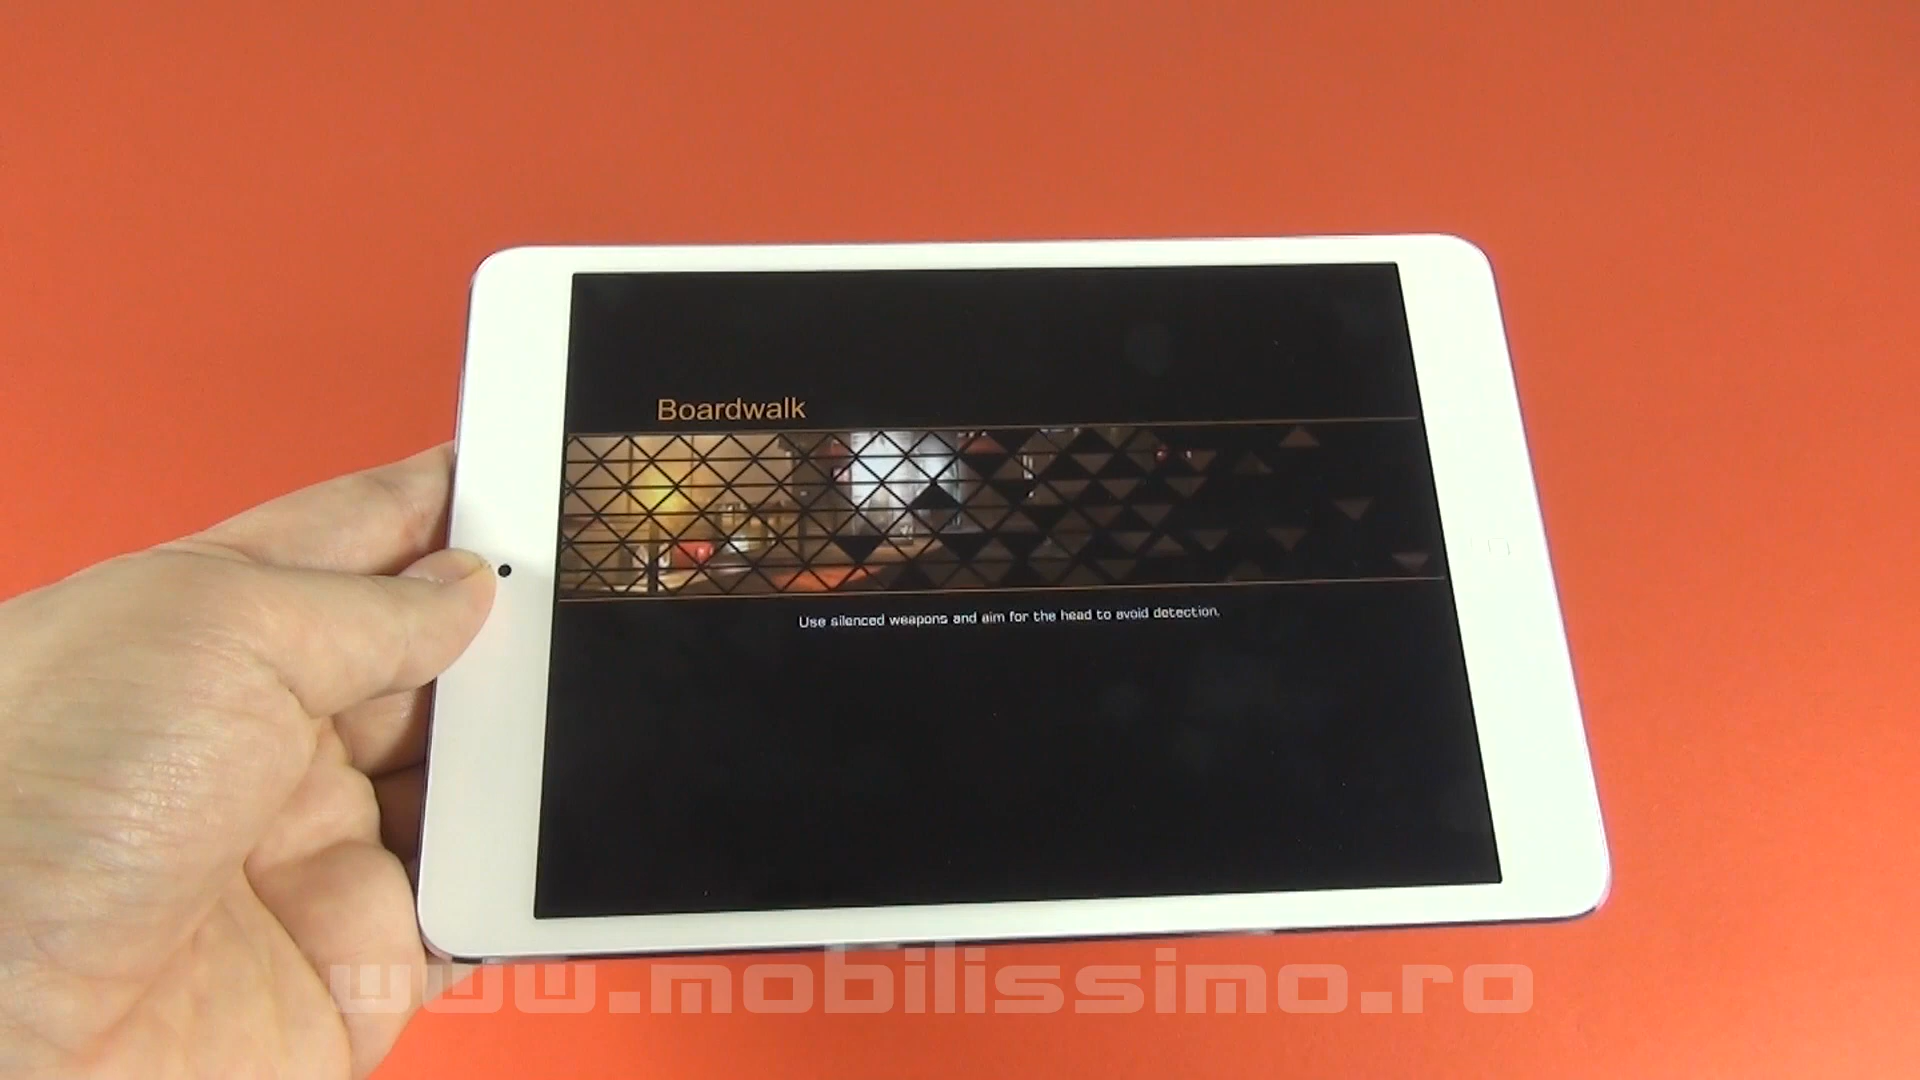 Boardwalk
Use silenced weapons and aim for the head to avoid detection.
www.mobilissimo.ro